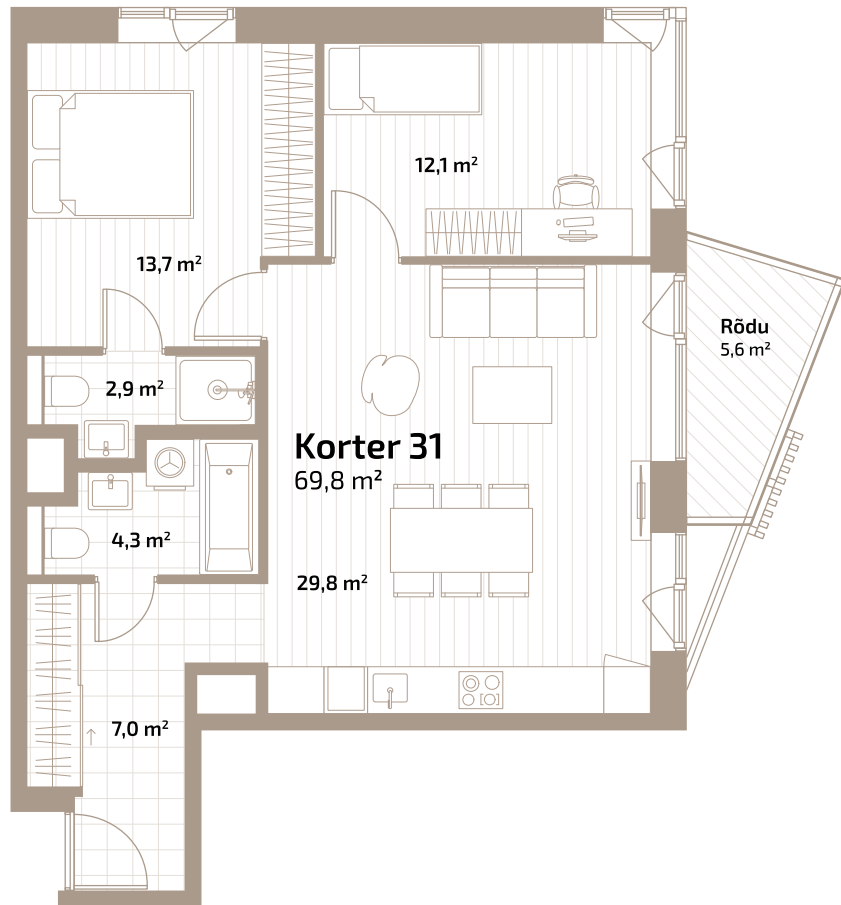 12,1 m²
13,7 m²
Rõdu
5,6 m²
2,9 m²
Korter 31
69,8 m²
4,3 m²
29,8 m²
7,0 m²